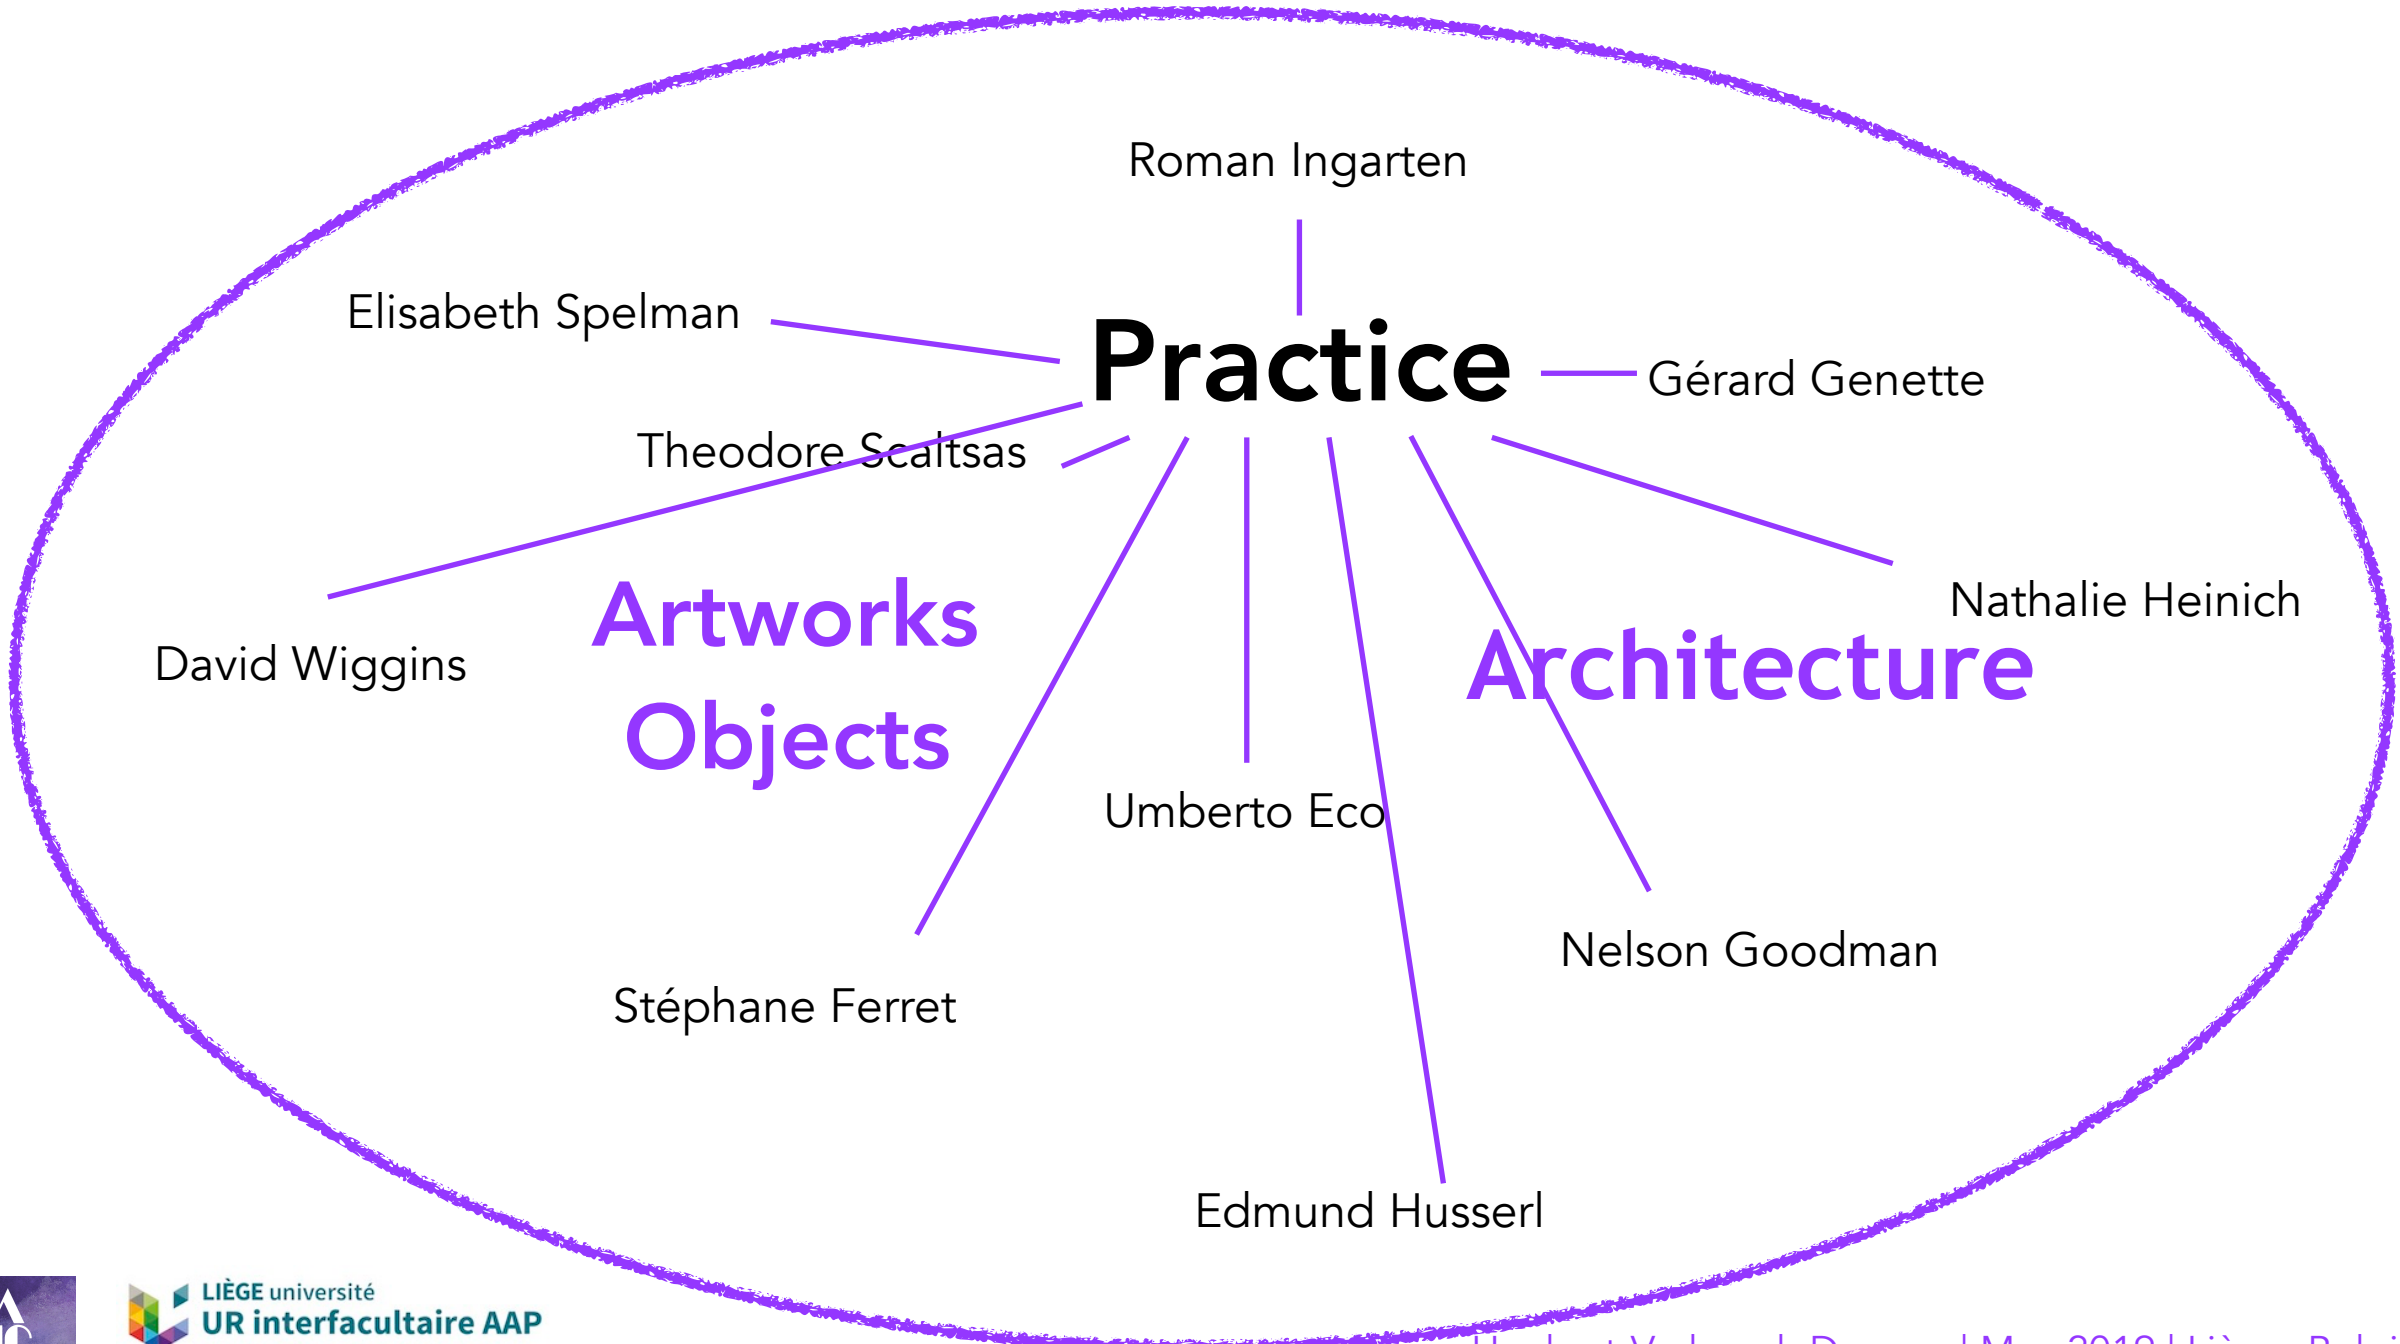 Roman Ingarten
Elisabeth Spelman
Practice
Gérard Genette
Theodore Scaltsas
Artworks
Objects
Nathalie Heinich
Architecture
David Wiggins
Umberto Eco
Nelson Goodman
Stéphane Ferret
Edmund Husserl
LIÈGE université
UR interfacultaire AAP